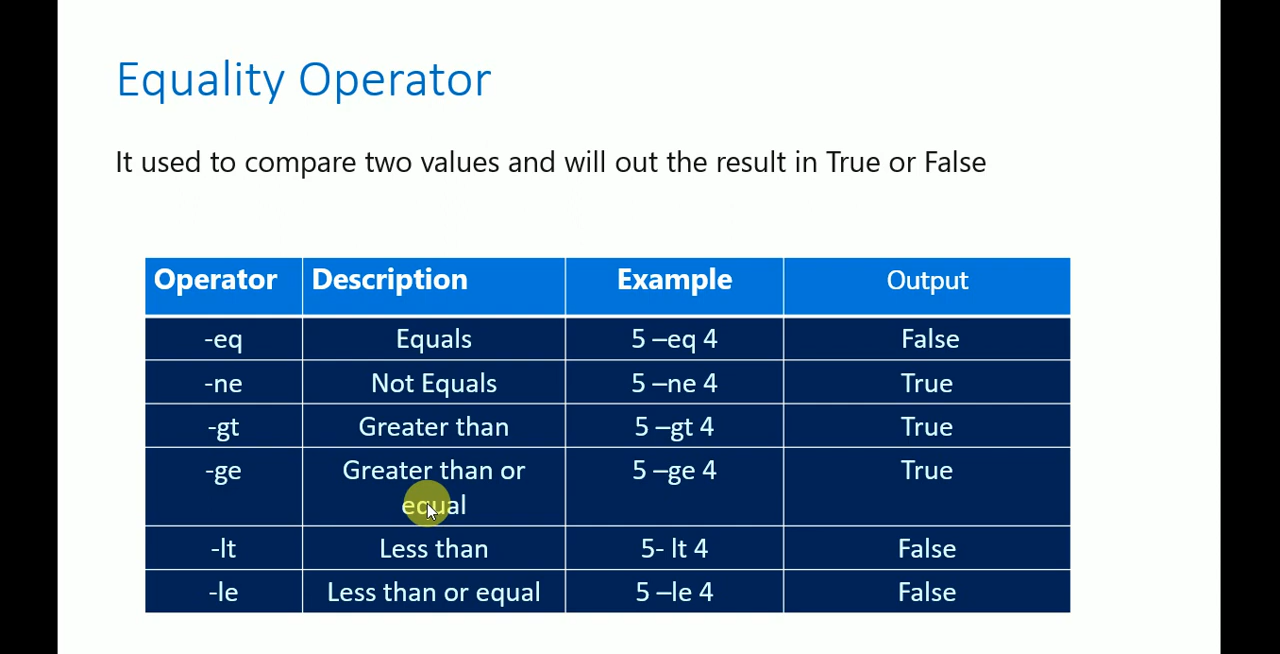 Equality Operator
It used to compare two values and will out the result in True or False
Operator Description Example Output
-eq Equals 5 –eq 4 False
-ne Not Equals 5 –ne 4 True
-gt Greater than 5 –gt 4 True
-ge Greater than or 5 –ge 4 True
equal
-lt Less than 5- lt 4 False
-le Less than or equal 5 –le 4 False